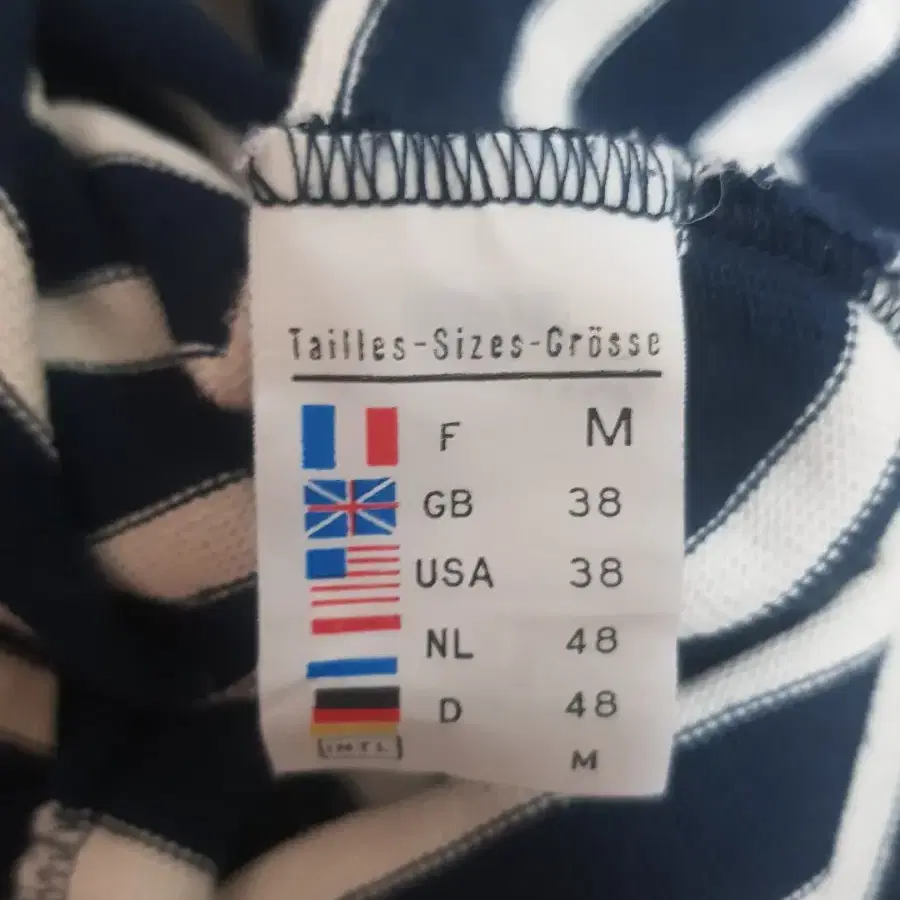 Tailles-Sizes-Grösse
F M
GB 38
USA 38
NL 48
D 48
INTL M